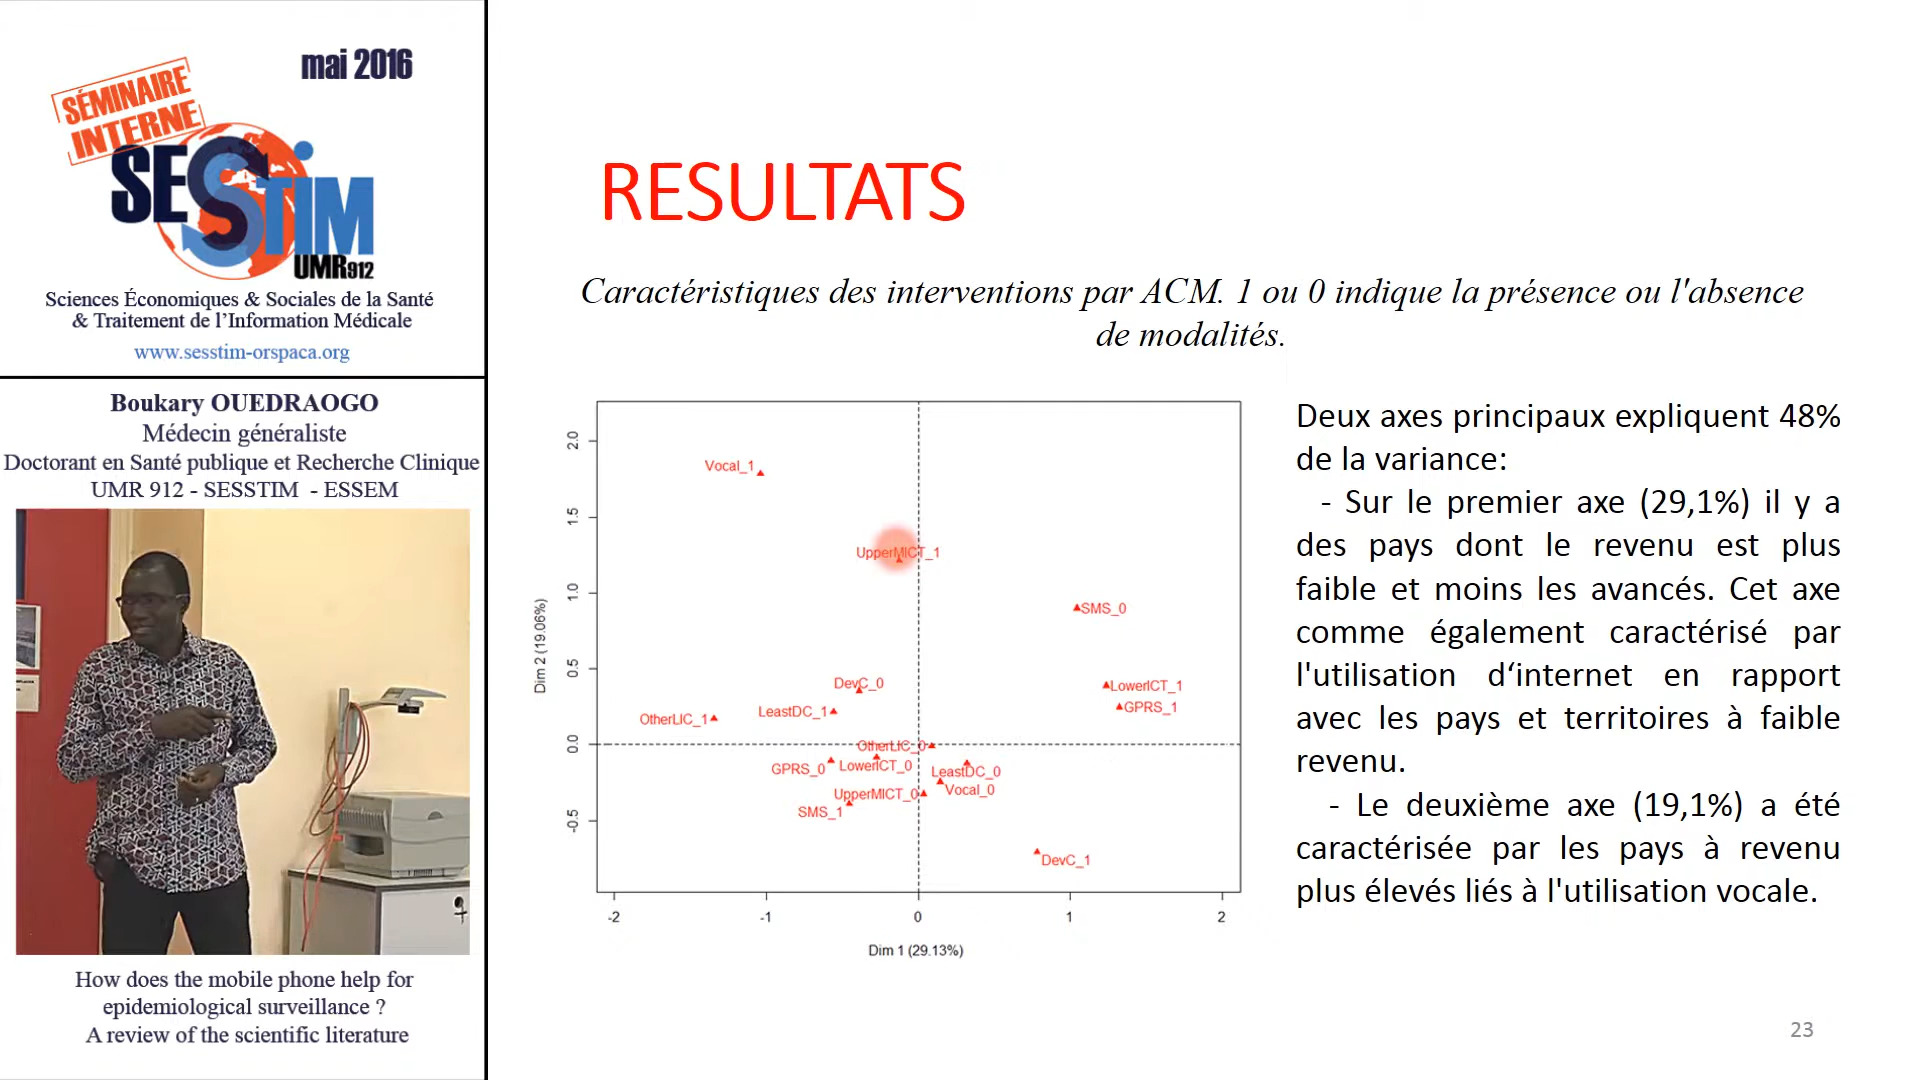 mai 2016
SÉMINAIRE
INTERNE
SESSTIM
UMR912
Sciences Économiques & Sociales de la Santé
& Traitement de l'Information Médicale
www.sesstim-orspaca.org
Boukary OUEDRAOGO
Médecin généraliste
Doctorant en Santé publique et Recherche Clinique
UMR 912 - SESSTIM - ESSEM
How does the mobile phone help for
epidemiological surveillance ?
A review of the scientific literature
RESULTATS
Caractéristiques des interventions par ACM. 1 ou 0 indique la présence ou l'absence
de modalités.
Dim 2 (19.06%)
2.0
1.5
1.0
0.5
0.0
-0.5
Vocal_1
UpperMICT_1
SMS_0
DevC_0
LowerICT_1
GPRS_1
LeastDC_1
OtherLIC_1
OtherLIC_0
GPRS_0
LowerICT_0
LeastDC_0
Vocal_0
UpperMICT_0
SMS_1
DevC_1
-2
-1
0
1
2
Dim 1 (29.13%)
Deux axes principaux expliquent 48%
de la variance:
- Sur le premier axe (29,1%) il y a
des pays dont le revenu est plus
faible et moins les avancés. Cet axe
comme également caractérisé par
l'utilisation d‘internet en rapport
avec les pays et territoires à faible
revenu.
- Le deuxième axe (19,1%) a été
caractérisée par les pays à revenu
plus élevés liés à l'utilisation vocale.
23